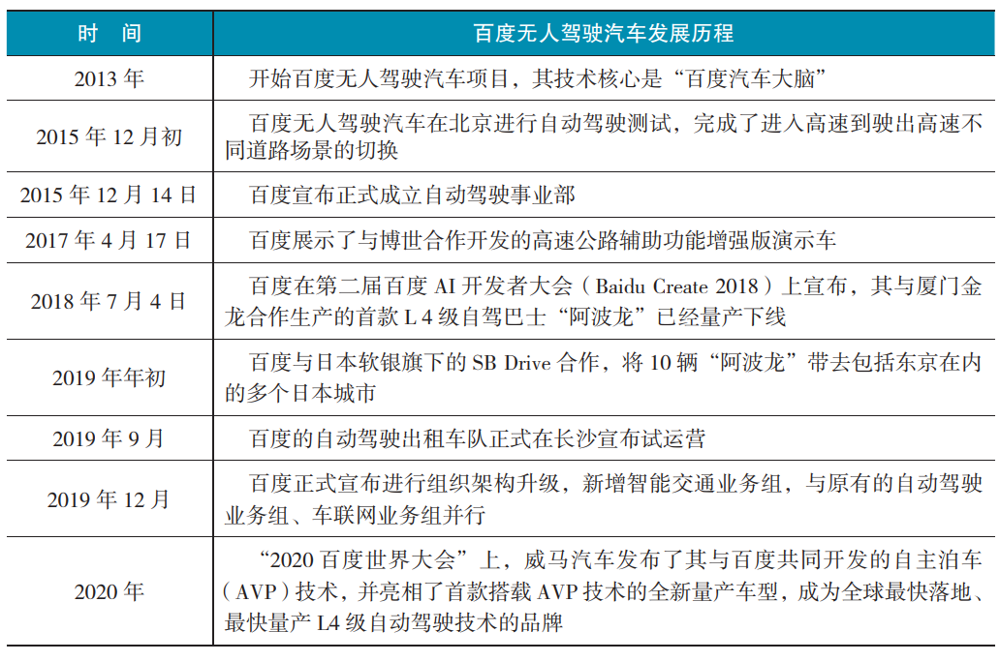 时 间 百度无人驾驶汽车发展历程
2013 年 开始百度无人驾驶汽车项目，其技术核心是“百度汽车大脑”
2015 年 12 月初 百度无人驾驶汽车在北京进行自动驾驶测试，完成了进入高速到驶出高速不
同道路场景的切换
2015 年 12 月 14 日 百度宣布正式成立自动驾驶事业部
2017 年 4 月 17 日 百度展示了与博世合作开发的高速公路辅助功能增强版演示车
2018 年 7 月 4 日 百度在第二届百度 AI 开发者大会（Baidu Create 2018）上宣布，其与厦门金
龙合作生产的首款 L 4 级自驾巴士“阿波龙”已经量产下线
2019 年年初 百度与日本软银旗下的 SB Drive 合作，将 10 辆“阿波龙”带去包括东京在内
的多个日本城市
2019 年 9 月 百度的自动驾驶出租车队正式在长沙宣布试运营
2019 年 12 月 百度正式宣布进行组织架构升级，新增智能交通业务组，与原有的自动驾驶
业务组、车联网业务组并行
2020 年 “2020 百度世界大会”上，威马汽车发布了其与百度共同开发的自主泊车
（AVP）技术，并亮相了首款搭载 AVP 技术的全新量产车型，成为全球最快落地、
最快量产 L4 级自动驾驶技术的品牌